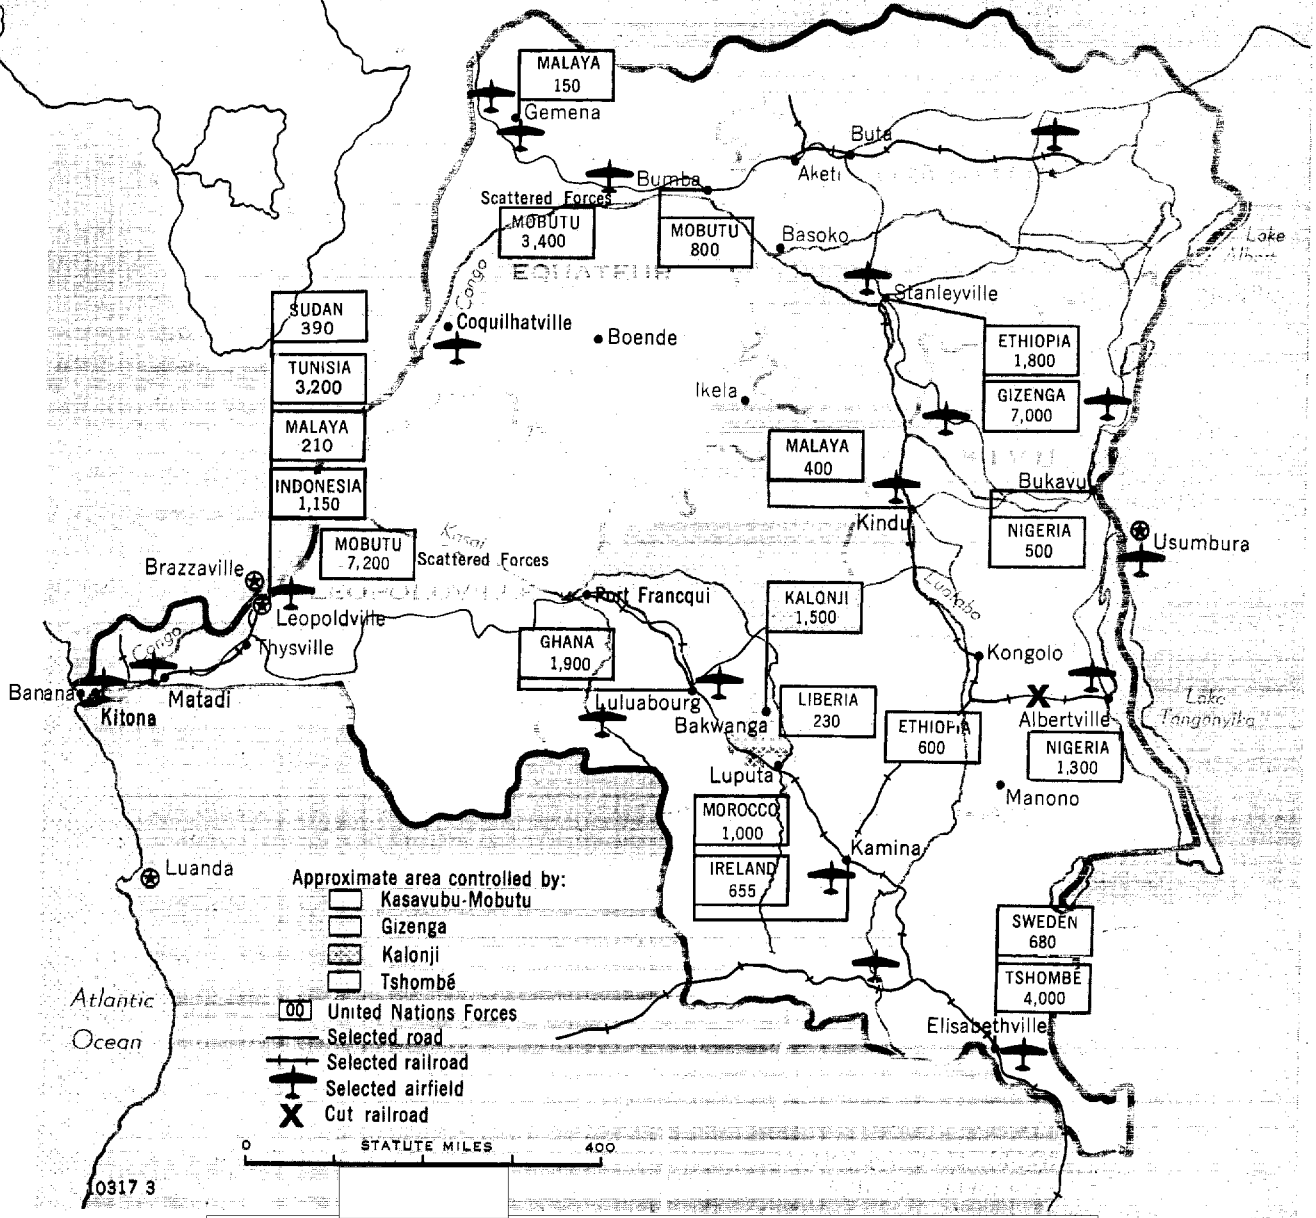 MALAYA
150
Gemena
Buta
Aketi
Bumba
Scattered Forces
MOBUTU
3,400
MOBUTU
800
Basoko
Lake
Albert
EQUATEUR
Congo
Stanleyville
SUDAN
390
Coquilhatville
Boende
ETHIOPIA
1,800
TUNISIA
3,200
Ikela
GIZENGA
7,000
MALAYA
210
MALAYA
400
INDONESIA
1,150
Bukavu
Kindu
NIGERIA
500
Usumbura
MOBUTU
7,200
Scattered Forces
Kasai
Brazzaville
LEOPOLDVILLE
Port Francqui
KALONJI
1,500
Lualaba
Leopoldville
Congo
Thysville
GHANA
1,900
Kongolo
Banana
Kitona
Matadi
Luluabourg
Bakwanga
LIBERIA
230
ETHIOPIA
600
Albertville
Lake
Tanganyika
NIGERIA
1,300
Luputa
Manono
MOROCCO
1,000
Kamina
IRELAND
655
Luanda
Approximate area controlled by:
Kasavubu-Mobutu
Gizenga
Kalonji
Tshombé
00 United Nations Forces
Selected road
Selected railroad
Selected airfield
X Cut railroad
SWEDEN
680
TSHOMBÉ
4,000
Elisabethville
Atlantic
Ocean
0 STATUTE MILES 400
10317 3